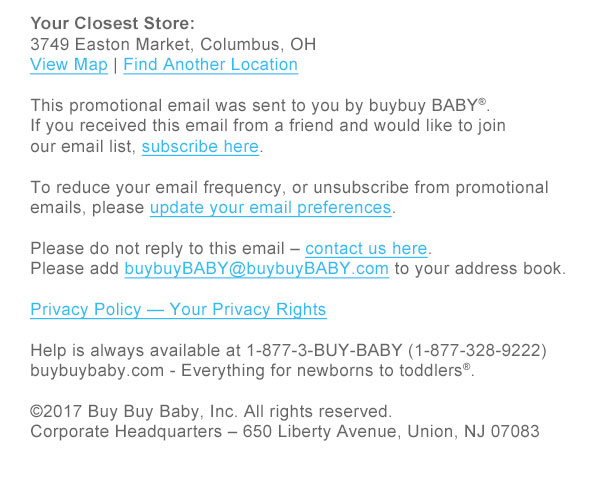 Your Closest Store:
3749 Easton Market, Columbus, OH
View Map | Find Another Location
This promotional email was sent to you by buybuy BABY®.
If you received this email from a friend and would like to join
our email list, subscribe here.
To reduce your email frequency, or unsubscribe from promotional
emails, please update your email preferences.
Please do not reply to this email – contact us here.
Please add buybuyBABY@buybuyBABY.com to your address book.
Privacy Policy — Your Privacy Rights
Help is always available at 1-877-3-BUY-BABY (1-877-328-9222)
buybuybaby.com - Everything for newborns to toddlers®.
©2017 Buy Buy Baby, Inc. All rights reserved.
Corporate Headquarters – 650 Liberty Avenue, Union, NJ 07083